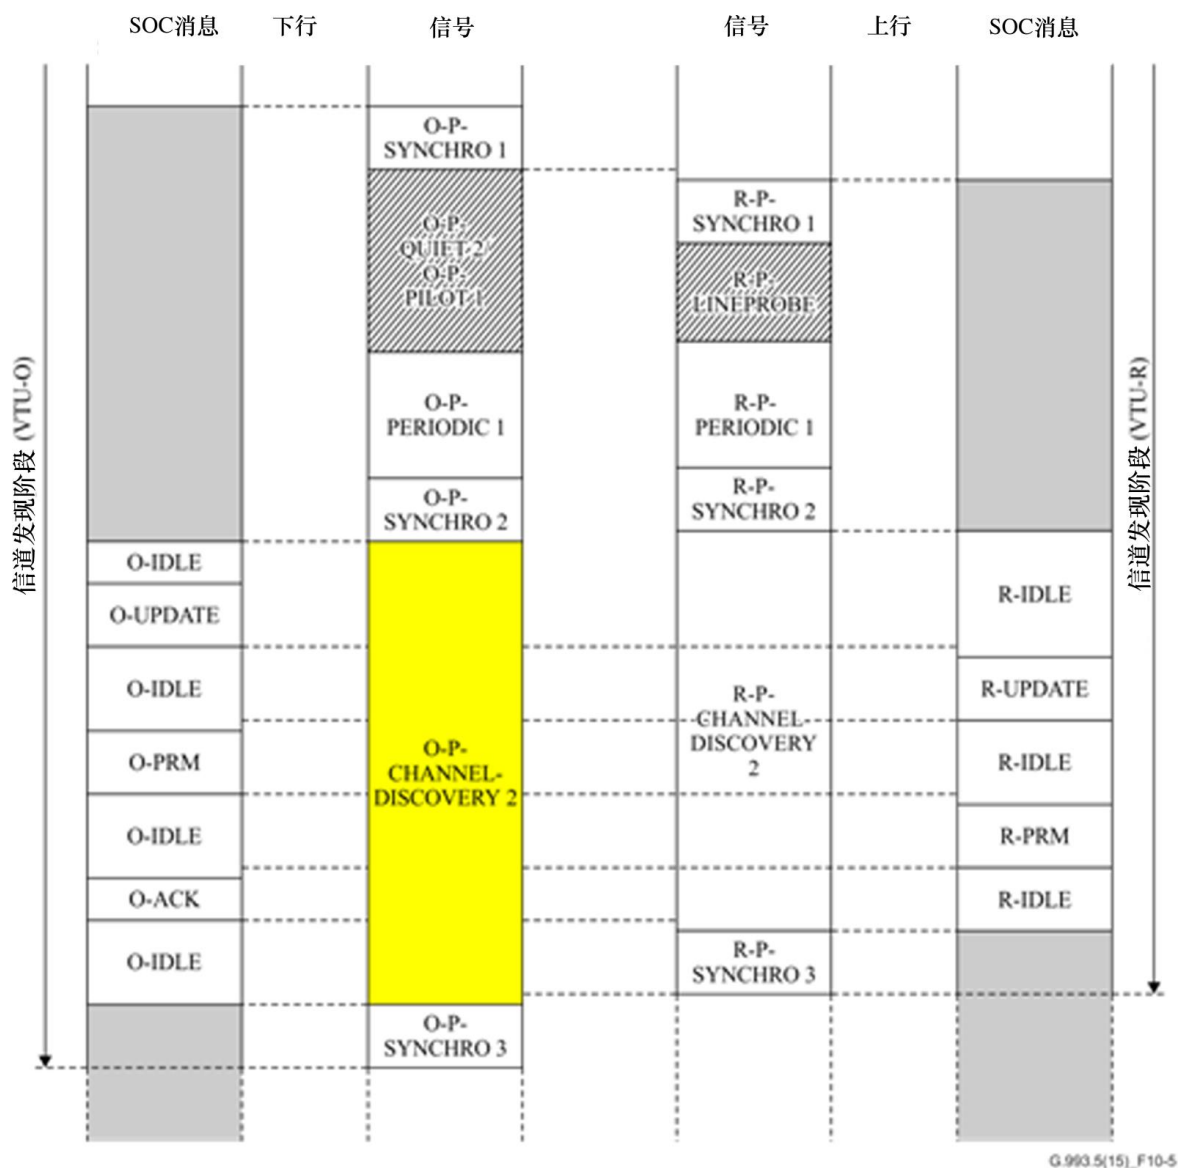 SOC消息
下行
信号
信号
上行
SOC消息
O-P-
SYNCHRO 1
O-P-
QUIET 2
O-P-
PILOT 1
O-P-
PERIODIC 1
O-P-
SYNCHRO 2
O-P-
CHANNEL-
DISCOVERY 2
O-P-
SYNCHRO 3
R-P-
SYNCHRO 1
R-P-
LINEPROBE
R-P-
PERIODIC 1
R-P-
SYNCHRO 2
R-P-
CHANNEL-
DISCOVERY
2
R-P-
SYNCHRO 3
信道发现阶段 (VTU-O)
O-IDLE
O-UPDATE
O-IDLE
O-PRM
O-IDLE
O-ACK
O-IDLE
R-IDLE
R-UPDATE
R-IDLE
R-PRM
R-IDLE
信道发现阶段 (VTU-R)
G.993.5(15)_F10-5